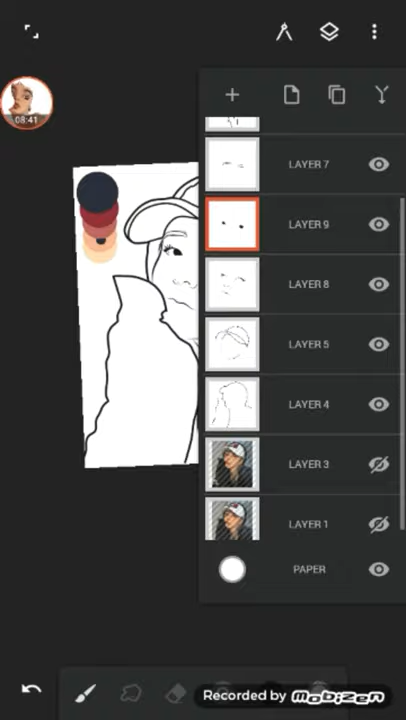 08:41
LAYER 7
LAYER 9
LAYER 8
LAYER 5
LAYER 4
LAYER 3
LAYER 1
PAPER
Recorded by MOBIZEN